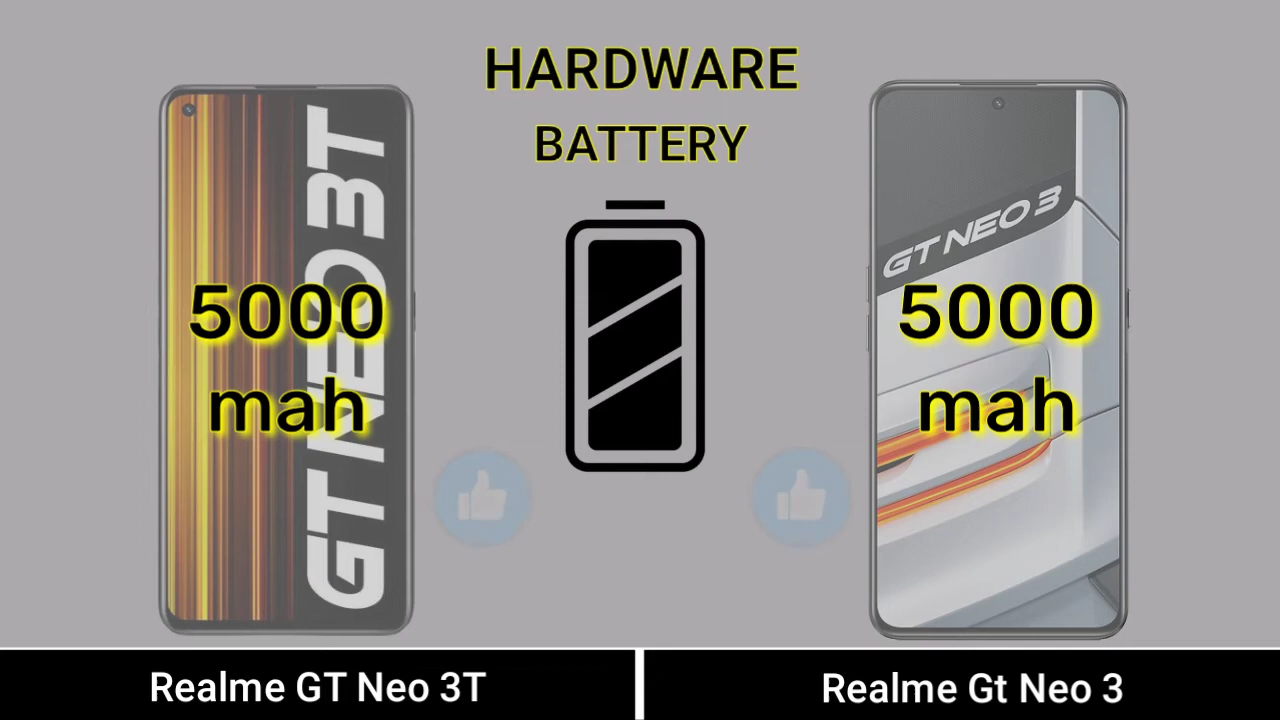 HARDWARE
BATTERY
GT NEO 3T
GT NEO 3
5000
mah
5000
mah
Realme GT Neo 3T
Realme Gt Neo 3